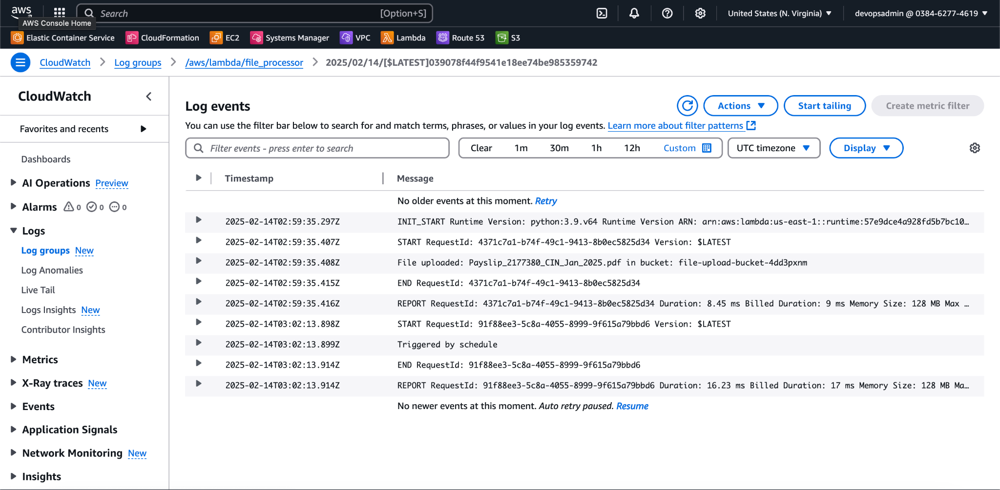 aws
Search [Option+S] United States (N. Virginia) devopsadmin @ 0384-6277-4619
AWS Console Home
Elastic Container Service CloudFormation EC2 Systems Manager VPC Lambda Route 53 S3
CloudWatch Log groups /aws/lambda/file_processor 2025/02/14/[$LATEST]039078f44f9541e18ee74be985359742
CloudWatch
Favorites and recents
Dashboards
AI Operations Preview
Alarms 0 0 0
Logs
Log groups New
Log Anomalies
Live Tail
Logs Insights New
Contributor Insights
Metrics
X-Ray traces New
Events
Application Signals
Network Monitoring New
Insights
Log events
Actions Start tailing Create metric filter
You can use the filter bar below to search for and match terms, phrases, or values in your log events. Learn more about filter patterns
Filter events - press enter to search Clear 1m 30m 1h 12h Custom UTC timezone Display
Timestamp Message
No older events at this moment. Retry
2025-02-14T02:59:35.297Z INIT_START Runtime Version: python:3.9.v64 Runtime Version ARN: arn:aws:lambda:us-east-1::runtime:57e9dce4a928fd5b7bc10…
2025-02-14T02:59:35.407Z START RequestId: 4371c7a1-b74f-49c1-9413-8b0ec5825d34 Version: $LATEST
2025-02-14T02:59:35.408Z File uploaded: Payslip_2177380_CIN_Jan_2025.pdf in bucket: file-upload-bucket-4dd3pxnm
2025-02-14T02:59:35.415Z END RequestId: 4371c7a1-b74f-49c1-9413-8b0ec5825d34
2025-02-14T02:59:35.416Z REPORT RequestId: 4371c7a1-b74f-49c1-9413-8b0ec5825d34 Duration: 8.45 ms Billed Duration: 9 ms Memory Size: 128 MB Max …
2025-02-14T03:02:13.898Z START RequestId: 91f88ee3-5c8a-4055-8999-9f615a79bbd6 Version: $LATEST
2025-02-14T03:02:13.899Z Triggered by schedule
2025-02-14T03:02:13.914Z END RequestId: 91f88ee3-5c8a-4055-8999-9f615a79bbd6
2025-02-14T03:02:13.914Z REPORT RequestId: 91f88ee3-5c8a-4055-8999-9f615a79bbd6 Duration: 16.23 ms Billed Duration: 17 ms Memory Size: 128 MB Ma…
No newer events at this moment. Auto retry paused. Resume